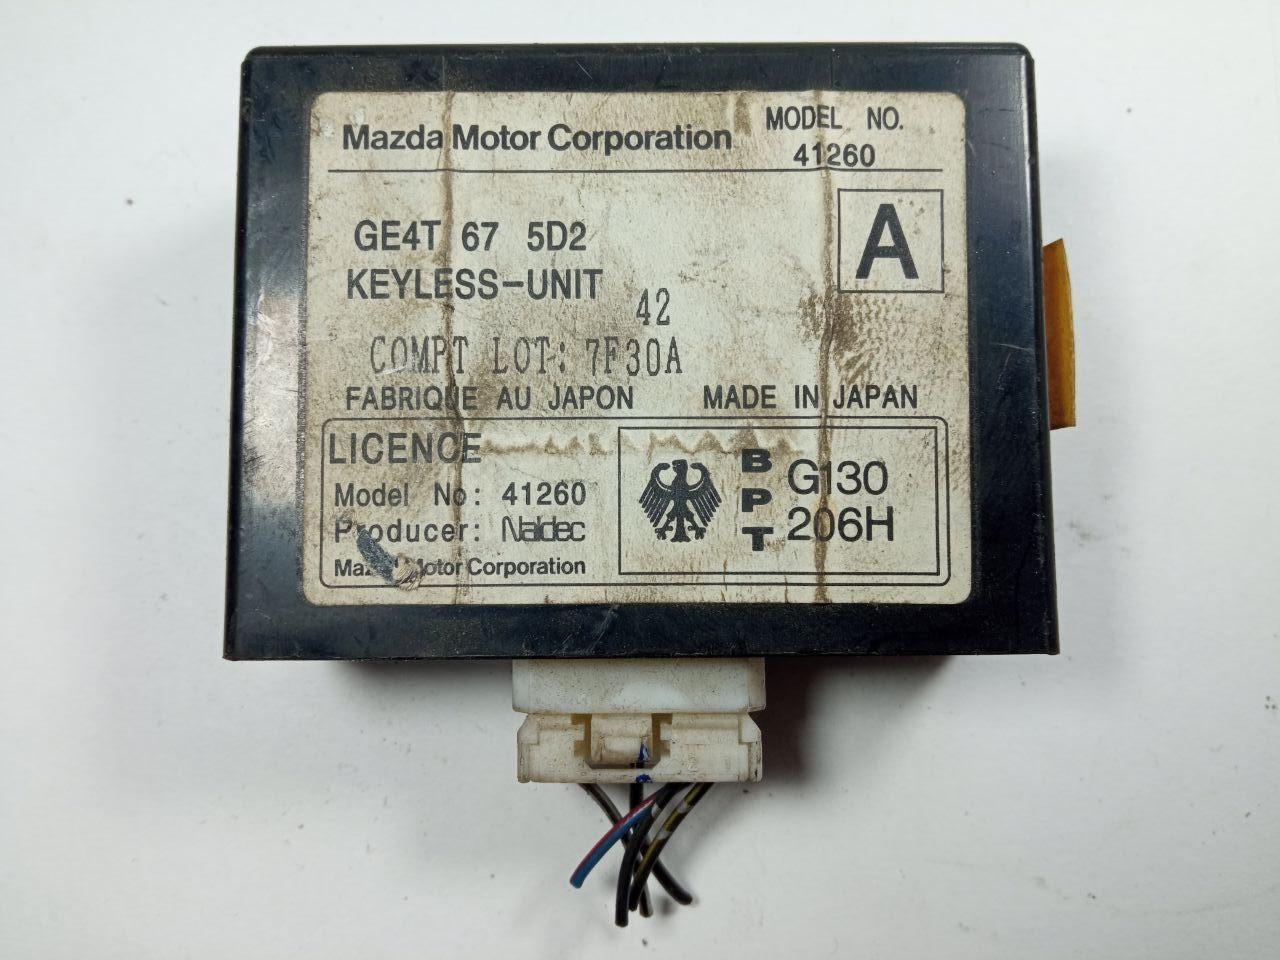 Mazda Motor Corporation
MODEL NO.
41260
A
GE4T 67 5D2
KEYLESS-UNIT
42
COMPT LOT: 7F30A
FABRIQUE AU JAPON MADE IN JAPAN
LICENCE
Model No: 41260
Producer: Naldec
Mazda Motor Corporation
BPT
G130
206H